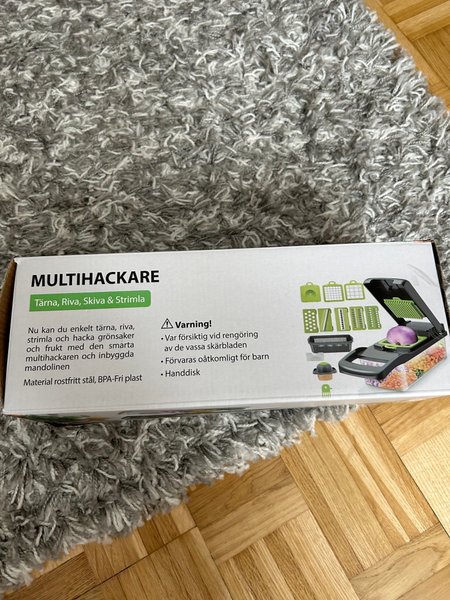 MULTIHACKARE
Tärna, Riva, Skiva & Strimla
Nu kan du enkelt tärna, riva,
strimla och hacka grönsaker
och frukt med den smarta
multihackaren och inbyggda
mandolinen
Material rostfritt stål, BPA-Fri plast
Varning!
• Var försiktig vid rengöring
av de vassa skärbladen
• Förvaras oåtkomligt för barn
• Handdisk